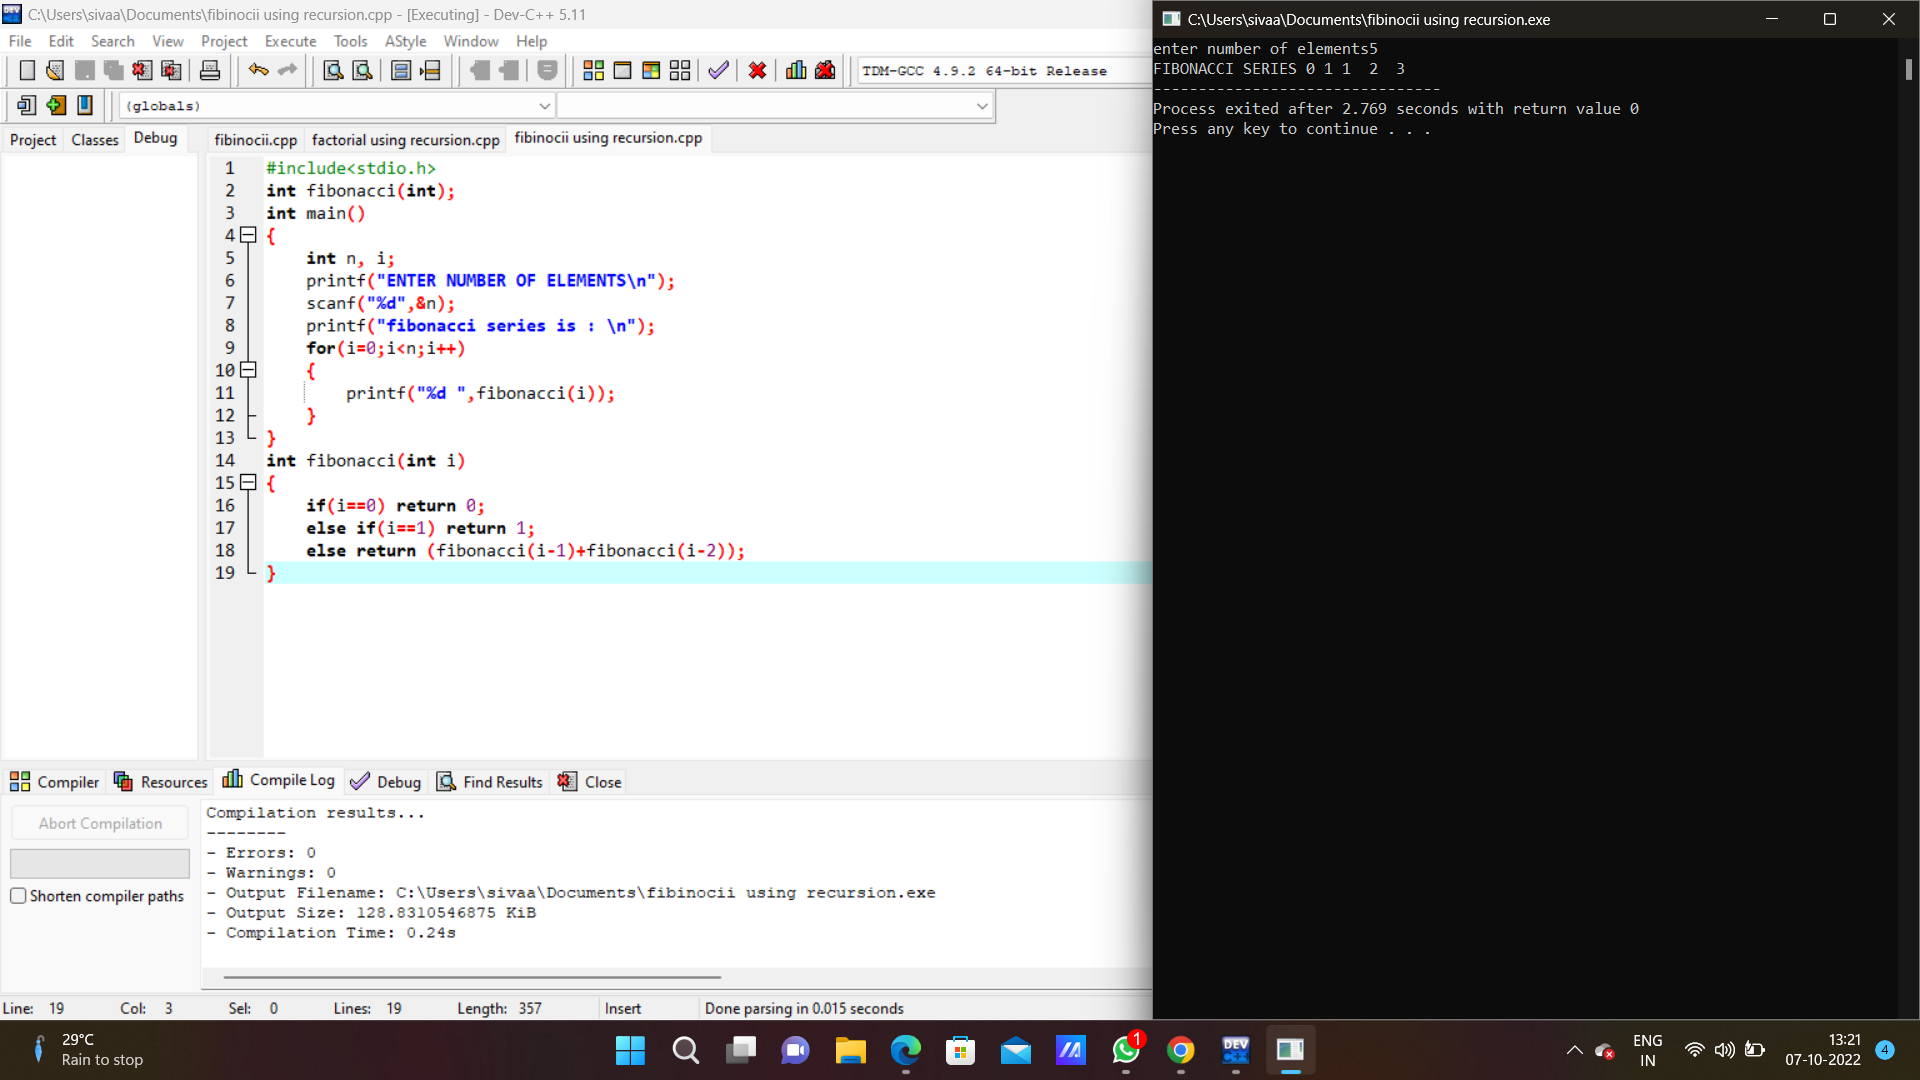 C:\Users\sivaa\Documents\fibinocii using recursion.cpp - [Executing] - Dev-C++ 5.11
File Edit Search View Project Execute Tools AStyle Window Help
TDM-GCC 4.9.2 64-bit Release
(globals)
Project Classes Debug
fibinocii.cpp factorial using recursion.cpp fibinocii using recursion.cpp
1 #include<stdio.h>
2 int fibonacci(int);
3 int main()
4 {
5 int n, i;
6 printf("ENTER NUMBER OF ELEMENTS\n");
7 scanf("%d",&n);
8 printf("fibonacci series is : \n");
9 for(i=0;i<n;i++)
10 {
11 printf("%d ",fibonacci(i));
12 }
13 }
14 int fibonacci(int i)
15 {
16 if(i==0) return 0;
17 else if(i==1) return 1;
18 else return (fibonacci(i-1)+fibonacci(i-2));
19 }
Compiler Resources Compile Log Debug Find Results Close
Abort Compilation
Shorten compiler paths
Compilation results...
--------
- Errors: 0
- Warnings: 0
- Output Filename: C:\Users\sivaa\Documents\fibinocii using recursion.exe
- Output Size: 128.8310546875 KiB
- Compilation Time: 0.24s
Line: 19 Col: 3 Sel: 0 Lines: 19 Length: 357 Insert Done parsing in 0.015 seconds
C:\Users\sivaa\Documents\fibinocii using recursion.exe
enter number of elements5
FIBONACCI SERIES 0 1 1  2  3
--------------------------------
Process exited after 2.769 seconds with return value 0
Press any key to continue . . .
29°C
Rain to stop
1
DEV
C++
ENG
IN
13:21
07-10-2022
4